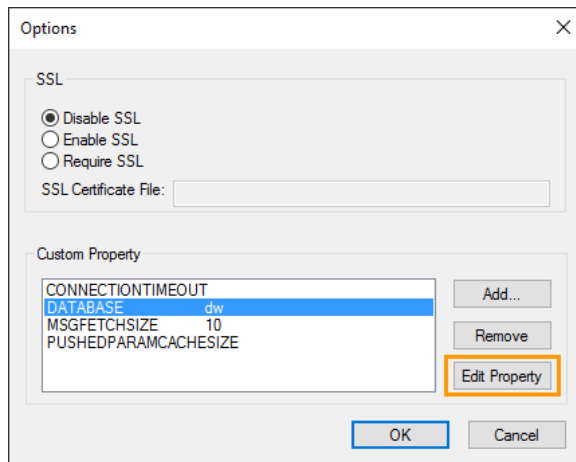 Options
SSL
Disable SSL
Enable SSL
Require SSL
SSL Certificate File:
Custom Property
CONNECTIONTIMEOUT
DATABASE dw
MSGFETCHSIZE 10
PUSHEDPARAMCACHESIZE
Add...
Remove
Edit Property
OK Cancel